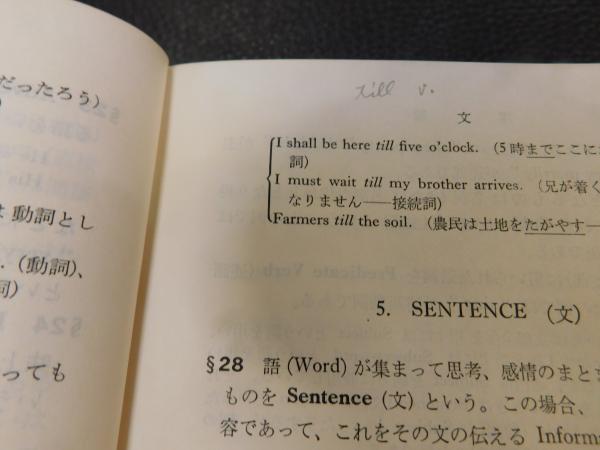 だったろう)
は動詞とし
. (動詞)、
詞)
っても
till v.
文
I shall be here till five o'clock. (5時までここに
詞)
I must wait till my brother arrives. (兄が着く
なりません——接続詞)
Farmers till the soil. (農民は土地をたがやす—
5. SENTENCE (文)
§28 語 (Word) が集まって思考、感情のまとま
ものを Sentence (文) という。この場合、
容であって、これをその文の伝える Informa